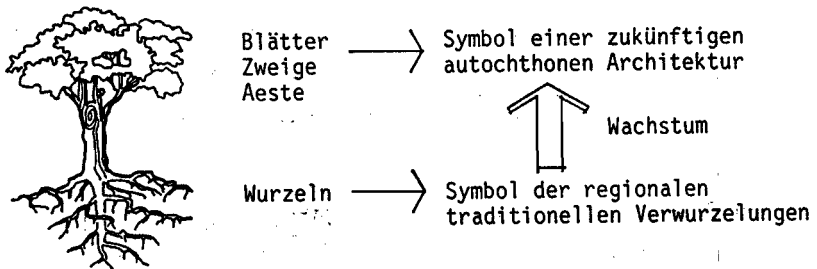 Blätter
Zweige
Aeste
Symbol einer zukünftigen
autochthonen Architektur
Wachstum
Wurzeln
Symbol der regionalen
traditionellen Verwurzelungen